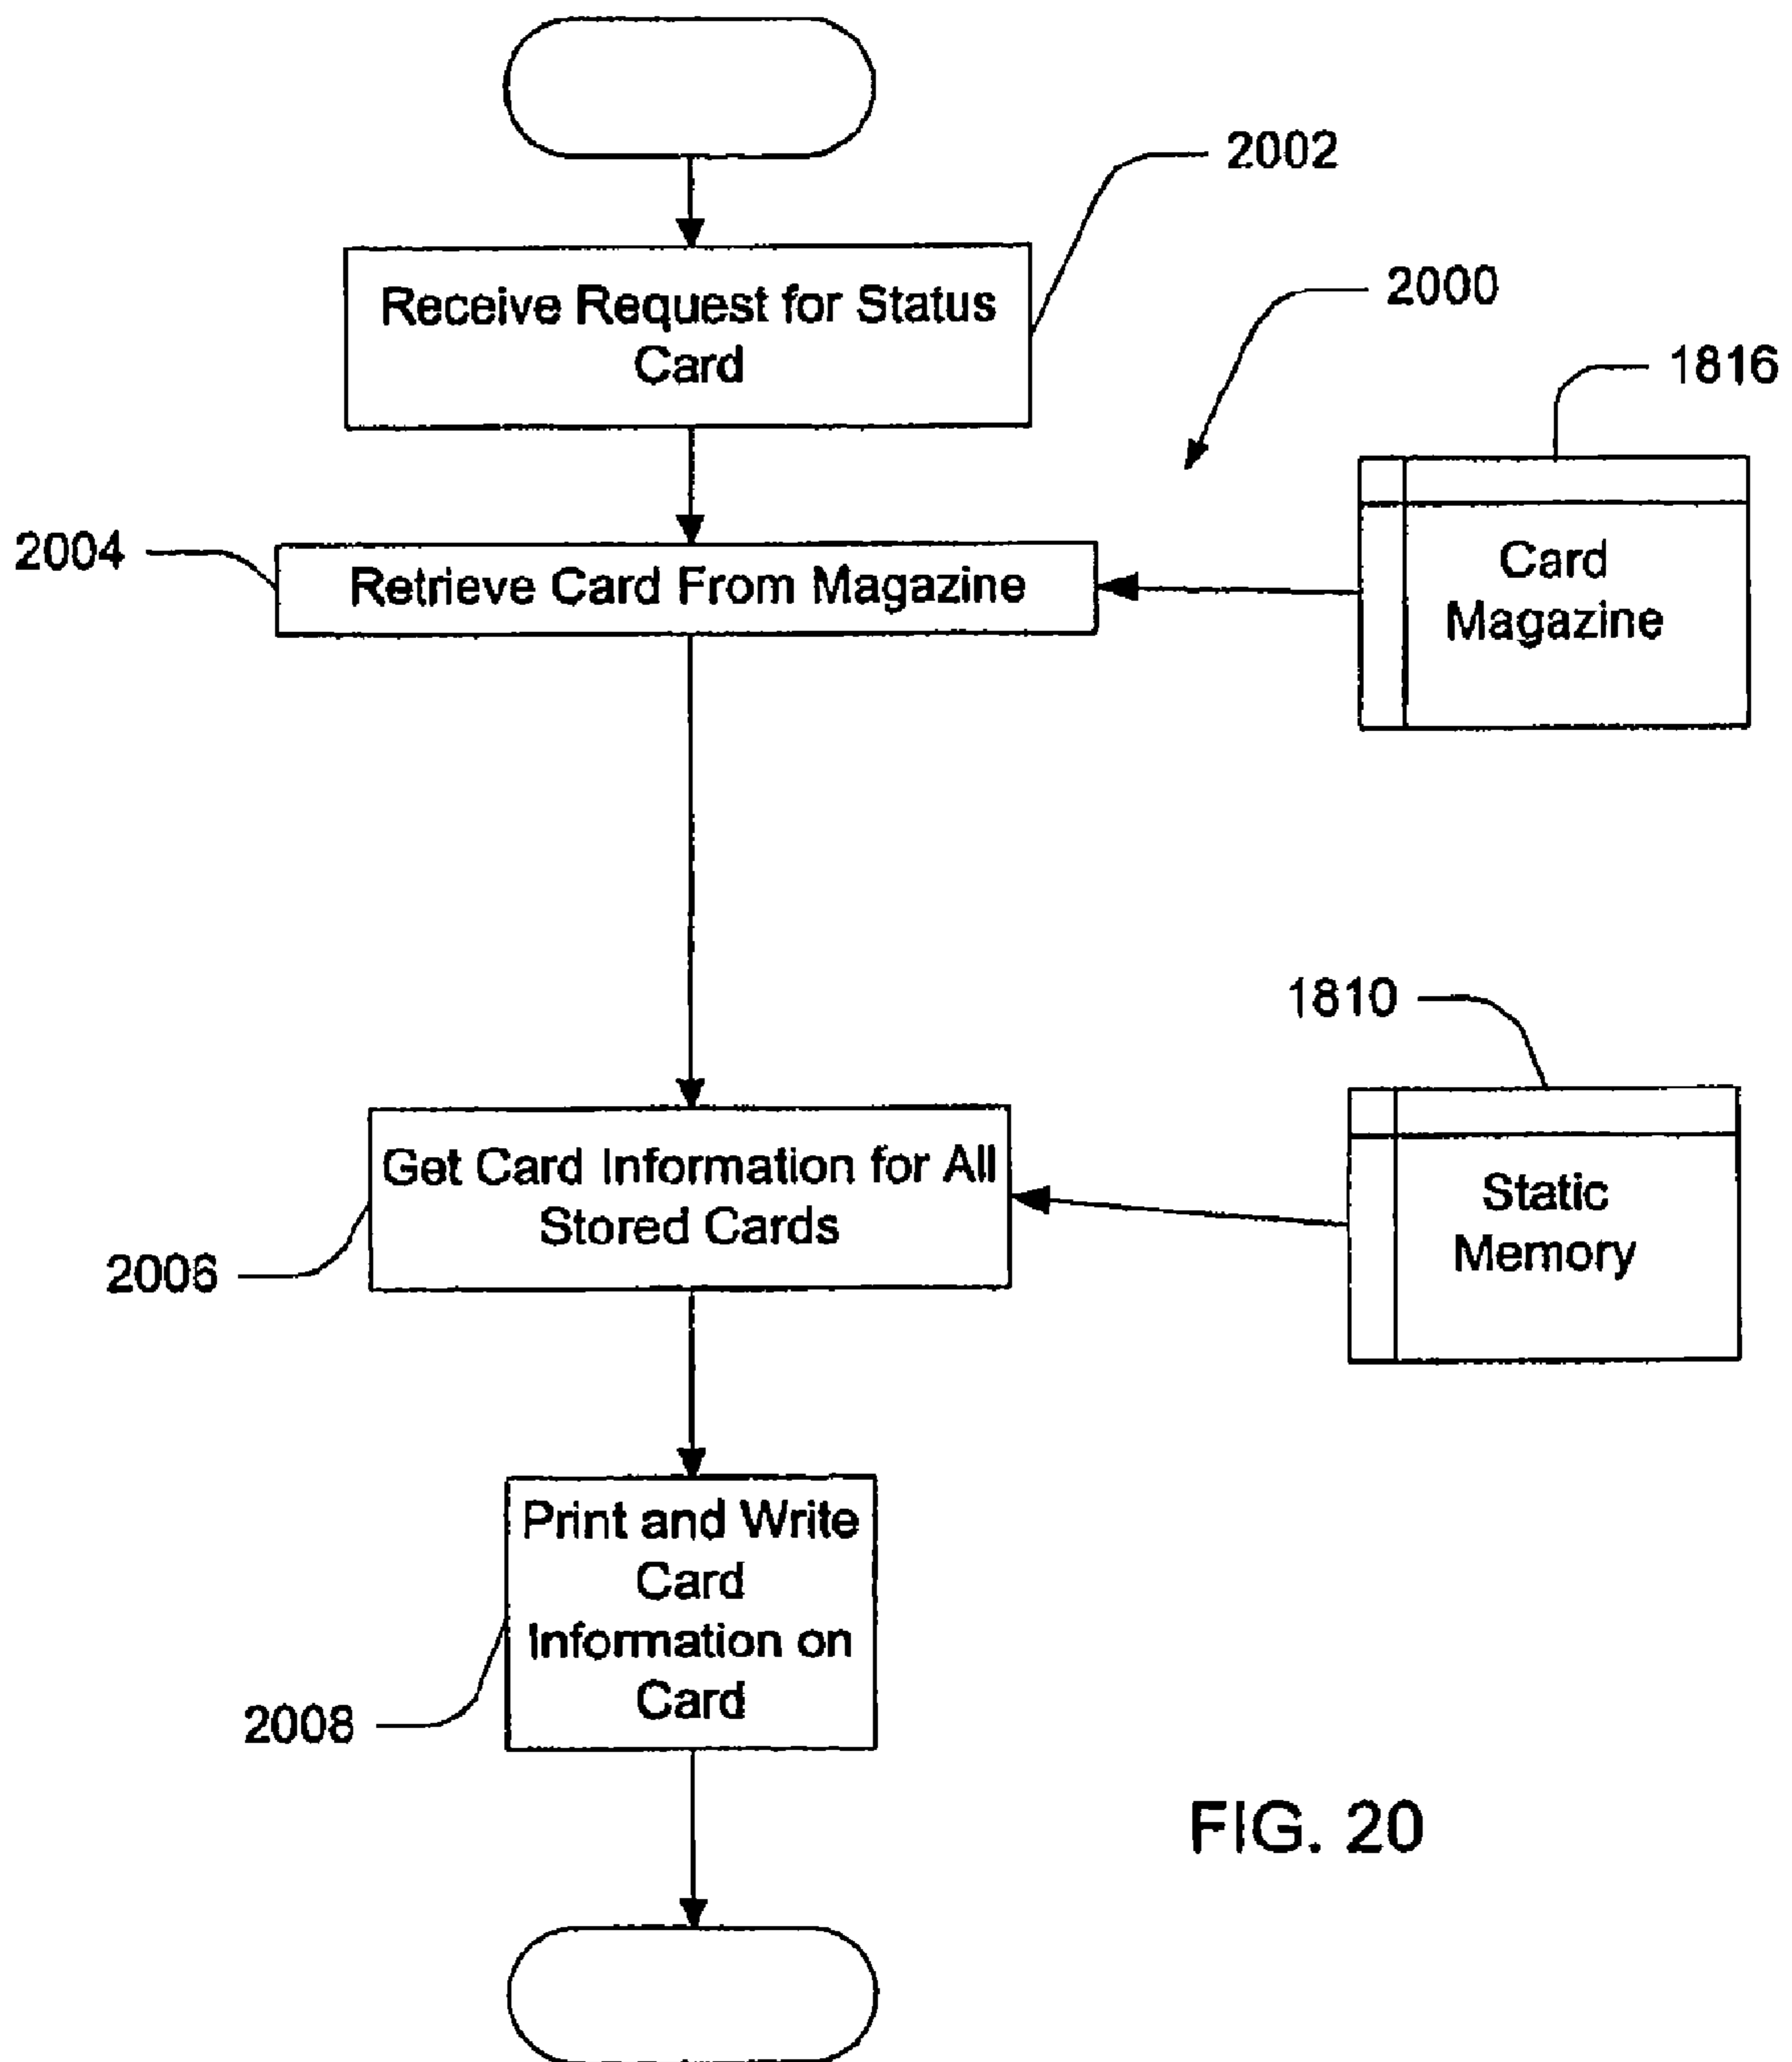 2002
Receive Request for Status
Card
2000
1816
2004
Retrieve Card From Magazine
Card
Magazine
1810
Get Card Information for All
Stored Cards
2006
Static
Memory
Print and Write
Card
Information on
Card
2008
FIG. 20